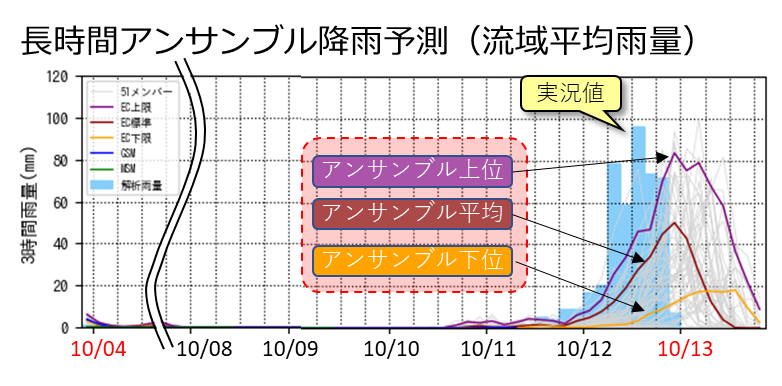 長時間アンサンブル降雨予測（流域平均雨量）
3時間雨量(mm)
120
100
80
60
40
20
0
51メンバー
EC上限
EC標準
EC下限
GSM
MSM
解析雨量
実況値
アンサンブル上位
アンサンブル平均
アンサンブル下位
10/04
10/08
10/09
10/10
10/11
10/12
10/13